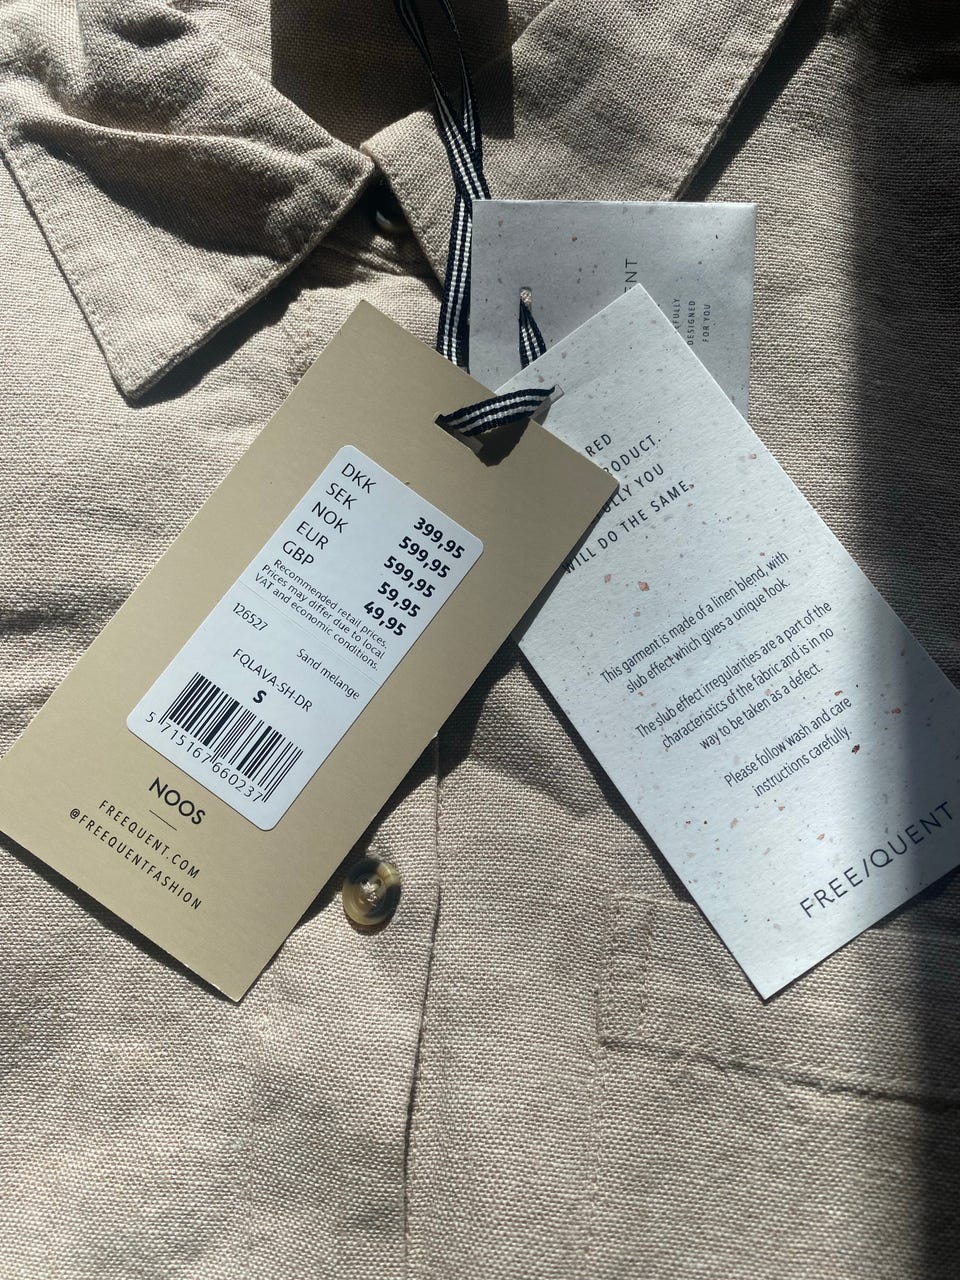 DKK 399,95
SEK 599,95
NOK 599,95
EUR 59,95
GBP 49,95
Recommended retail prices.
Prices may differ due to local
VAT and economic conditions.
126527 Sand melange
FQLAVA-SH-DR
S
5 715167 660237
NOOS
FREEQUENT.COM
@FREEQUENTFASHION
DESIGNED
FOR YOU
YOU
WILL DO THE SAME.
This garment is made of a linen blend, with
slub effect which gives a unique look.
The slub effect irregularities are a part of the
characteristics of the fabric and is in no
way to be taken as a defect.
Please follow wash and care
instructions carefully.
FREE/QUENT